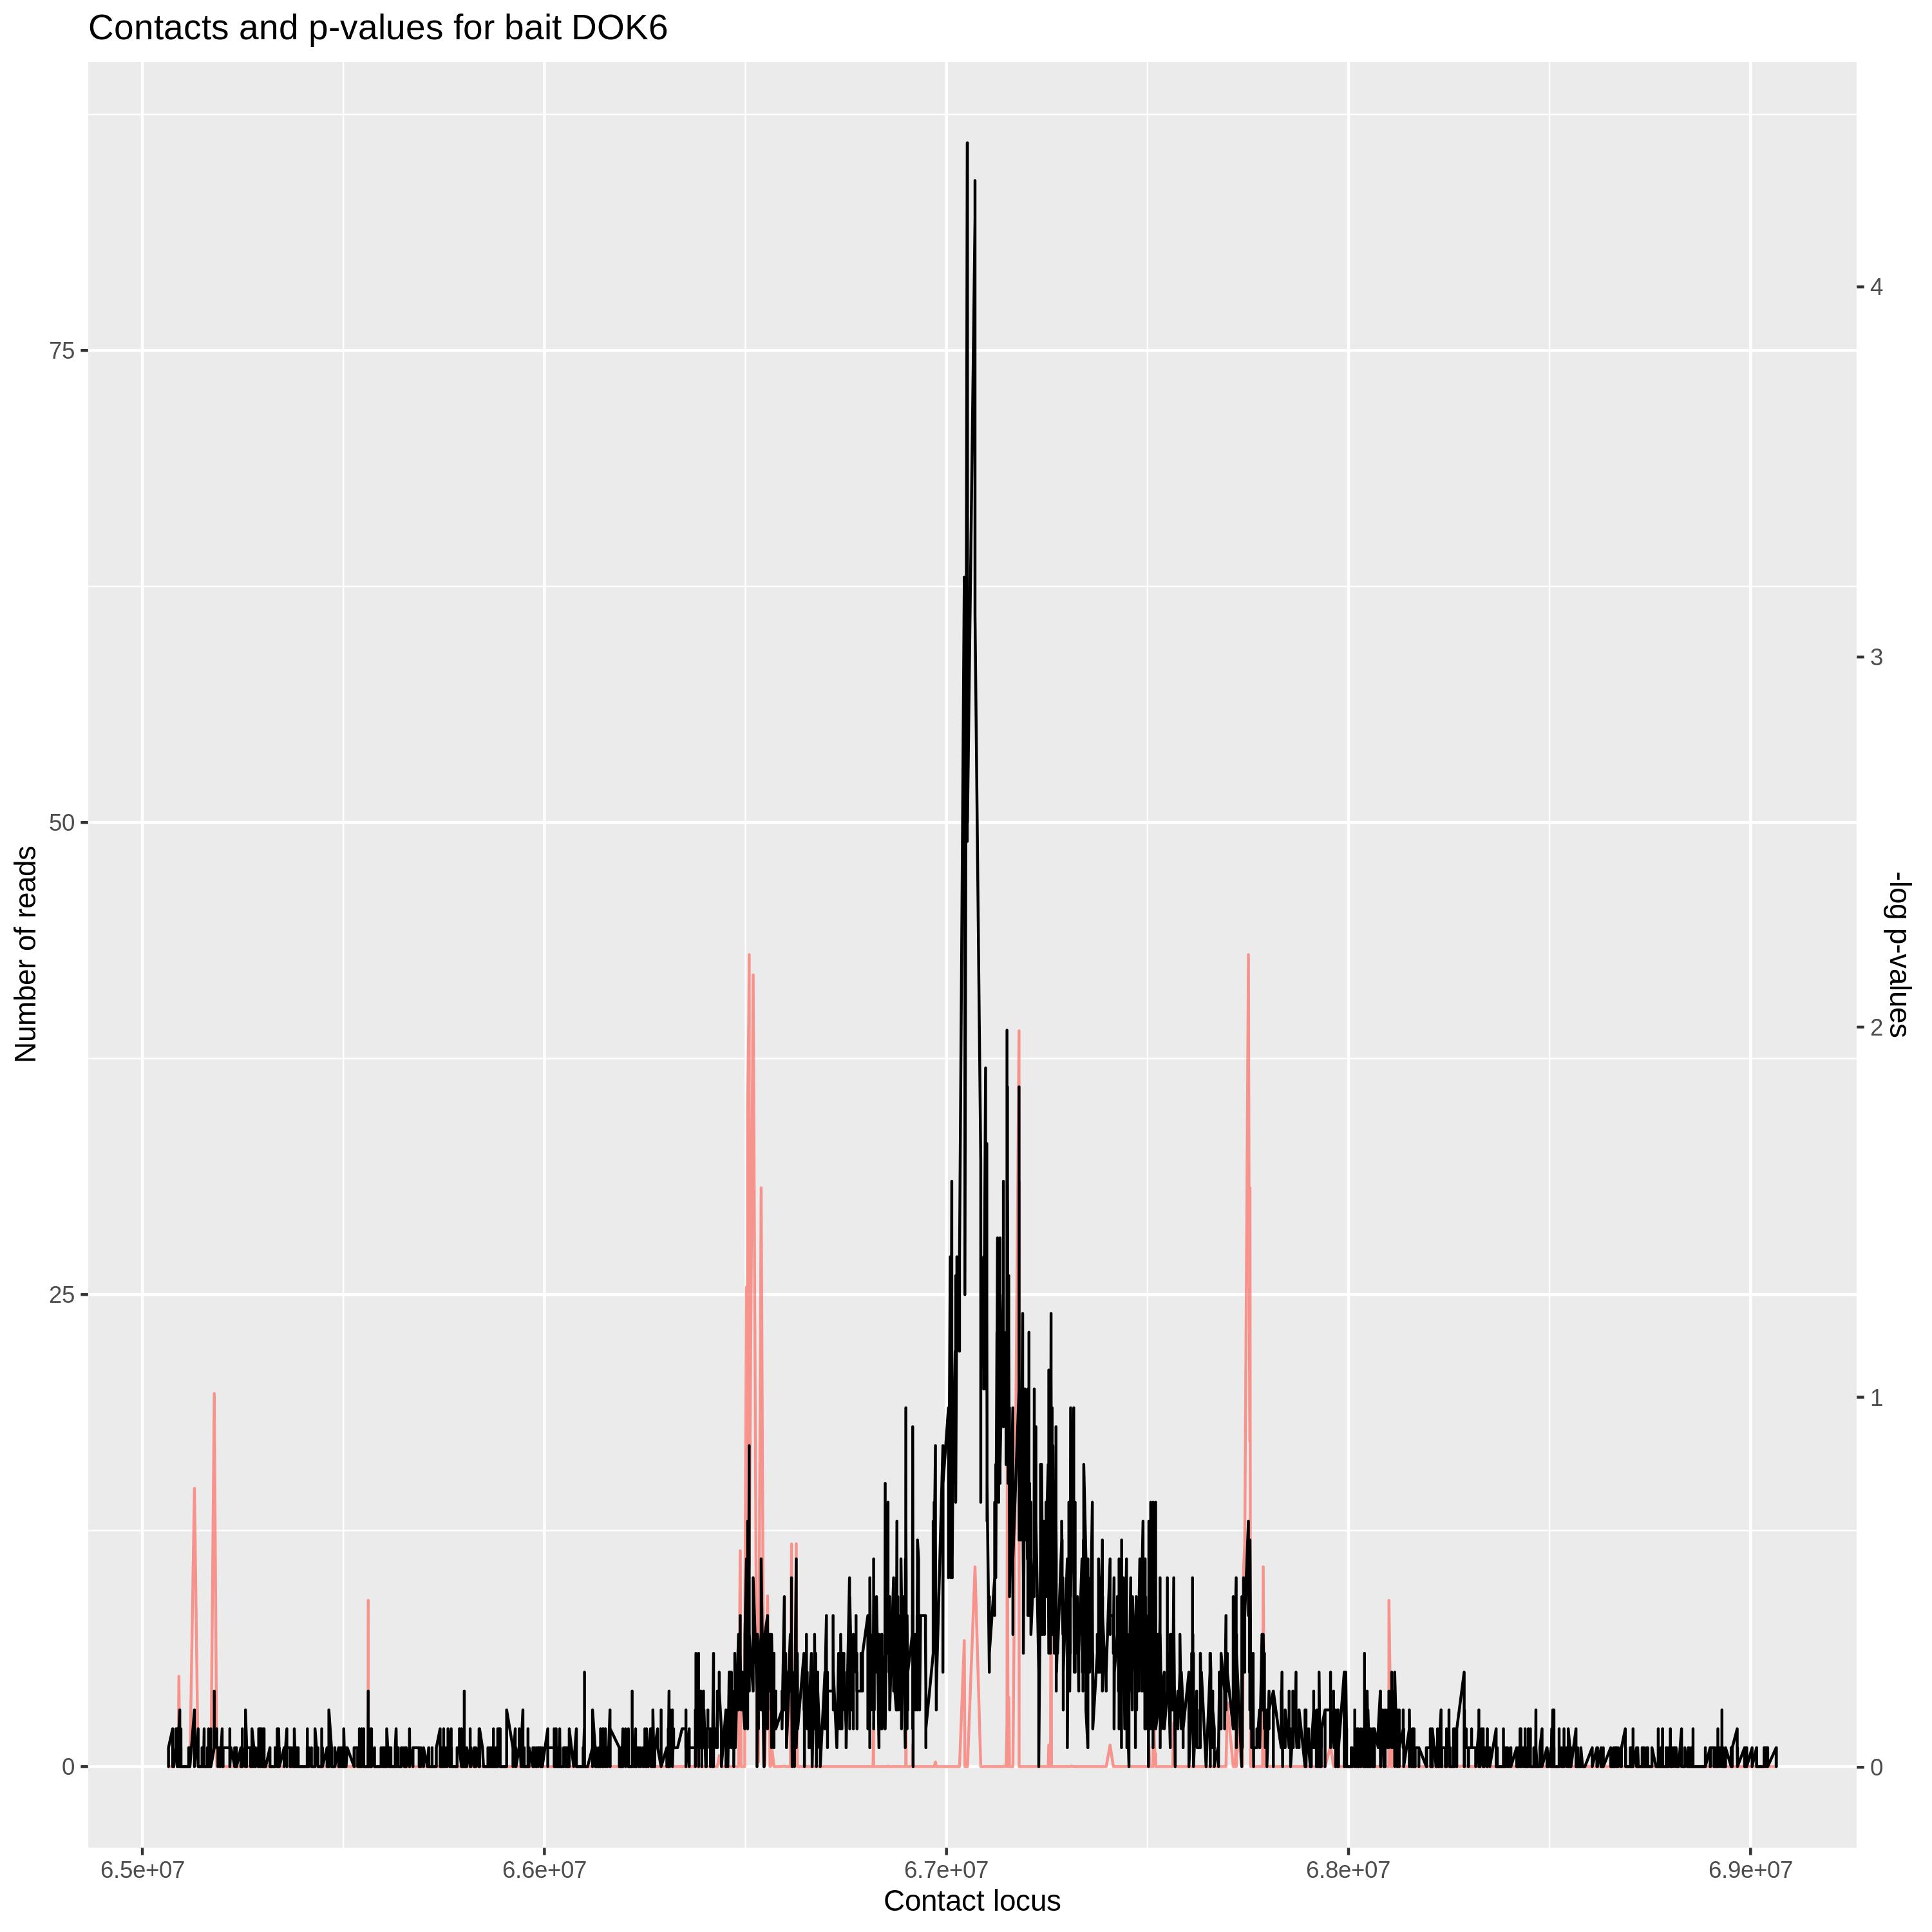 Contacts and p-values for bait DOK6
Number of reads
75
50
25
0
4
3
2
1
0
-log p-values
6.5e+07
6.6e+07
6.7e+07
6.8e+07
6.9e+07
Contact locus